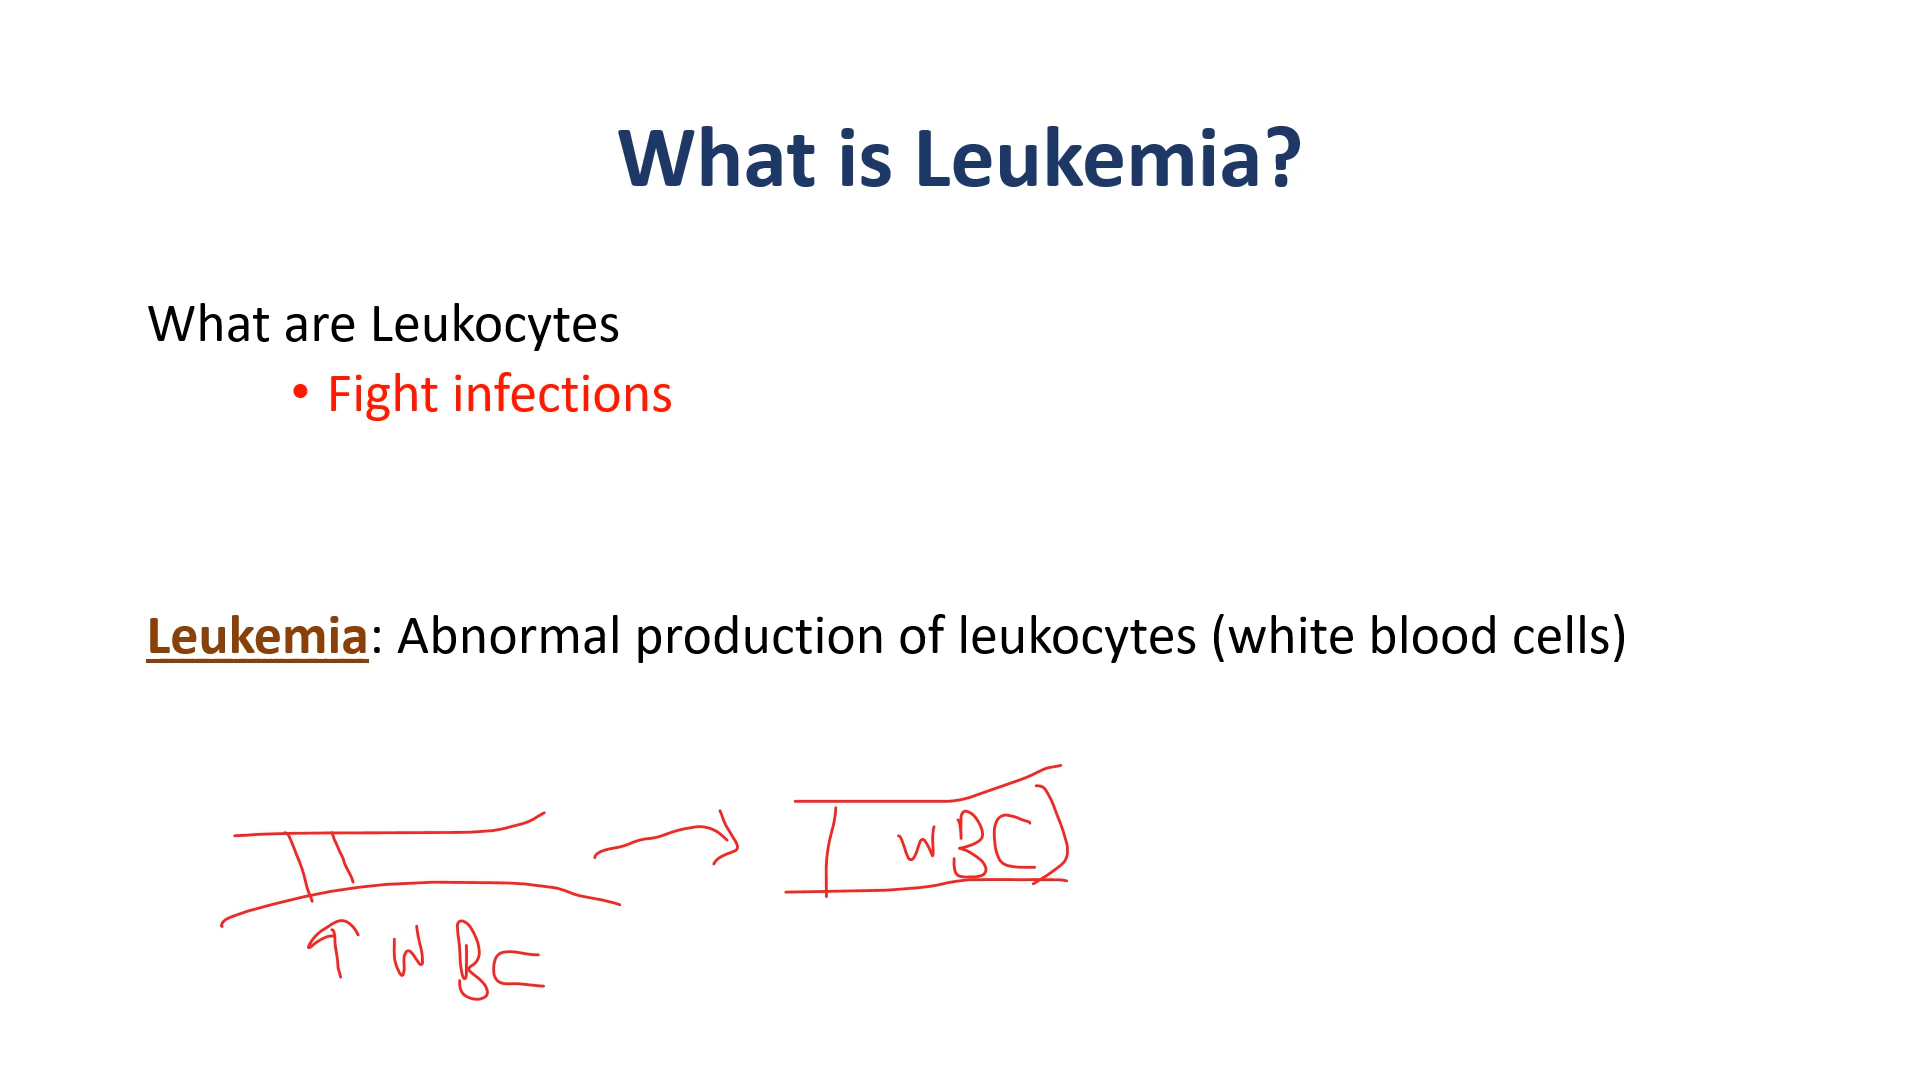 What is Leukemia?
What are Leukocytes
• Fight infections
Leukemia: Abnormal production of leukocytes (white blood cells)
WBC
↑ WBC